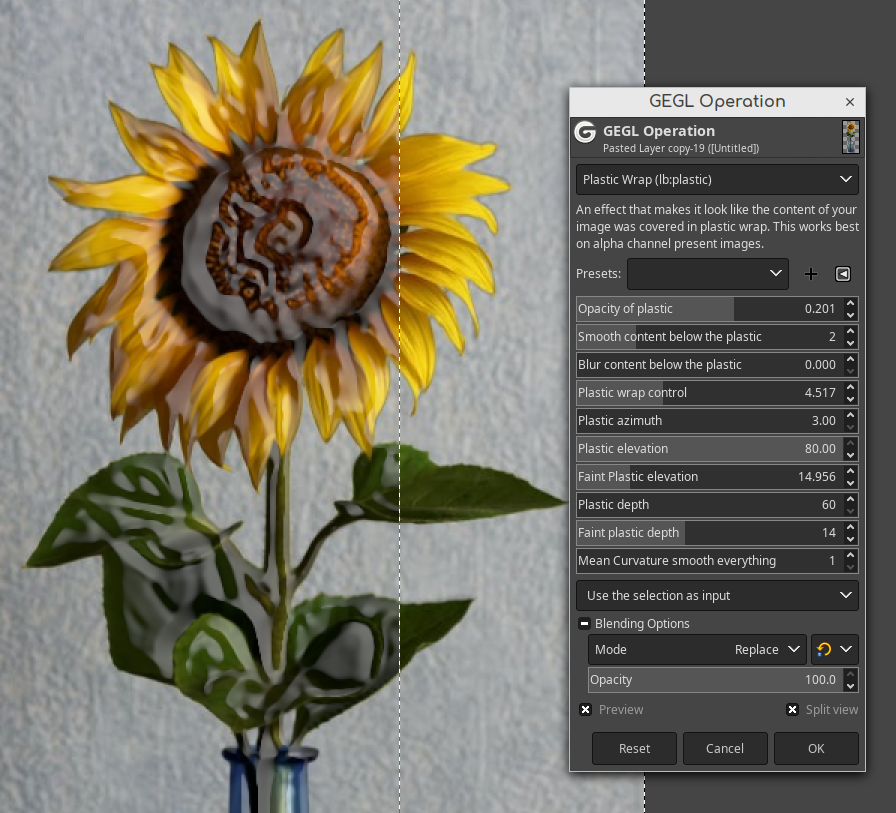 GEGL Operation
GEGL Operation
Pasted Layer copy-19 ([Untitled])
Plastic Wrap (lb:plastic)
An effect that makes it look like the content of your
image was covered in plastic wrap. This works best
on alpha channel present images.
Presets:
Opacity of plastic 0.201
Smooth content below the plastic 2
Blur content below the plastic 0.000
Plastic wrap control 4.517
Plastic azimuth 3.00
Plastic elevation 80.00
Faint Plastic elevation 14.956
Plastic depth 60
Faint plastic depth 14
Mean Curvature smooth everything 1
Use the selection as input
Blending Options
Mode Replace
Opacity 100.0
Preview Split view
Reset Cancel OK